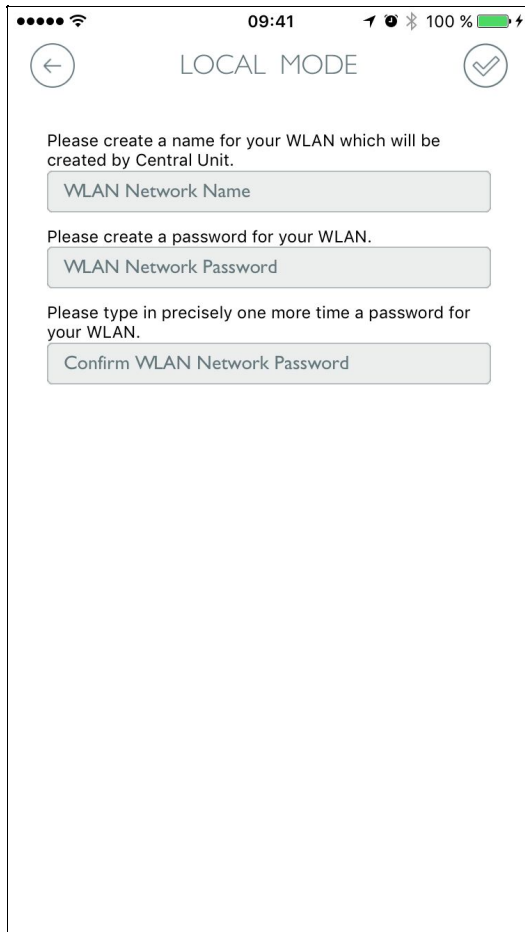 09:41
100 %
LOCAL MODE
Please create a name for your WLAN which will be
created by Central Unit.
WLAN Network Name
Please create a password for your WLAN.
WLAN Network Password
Please type in precisely one more time a password for
your WLAN.
Confirm WLAN Network Password